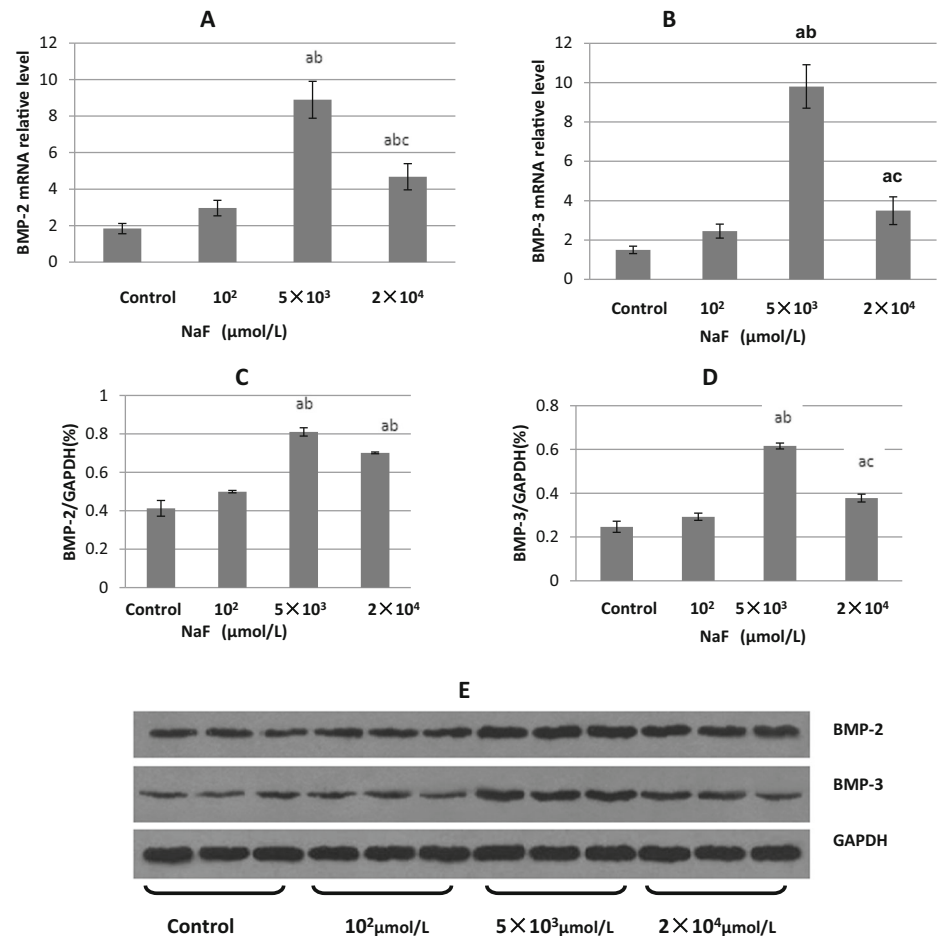 A
BMP-2 mRNA relative level
12
10
8
6
4
2
0
ab
abc
Control 10² 5×10³ 2×10⁴
NaF (μmol/L)
B
BMP-3 mRNA relative level
12
10
8
6
4
2
0
ab
ac
Control 10² 5×10³ 2×10⁴
NaF (μmol/L)
C
BMP-2/GAPDH(%)
1
0.8
0.6
0.4
0.2
0
ab
ab
Control 10² 5×10³ 2×10⁴
NaF (μmol/L)
D
BMP-3/GAPDH(%)
0.8
0.6
0.4
0.2
0
ab
ac
Control 10² 5×10³ 2×10⁴
NaF (μmol/L)
E
BMP-2
BMP-3
GAPDH
Control 10²μmol/L 5×10³μmol/L 2×10⁴μmol/L